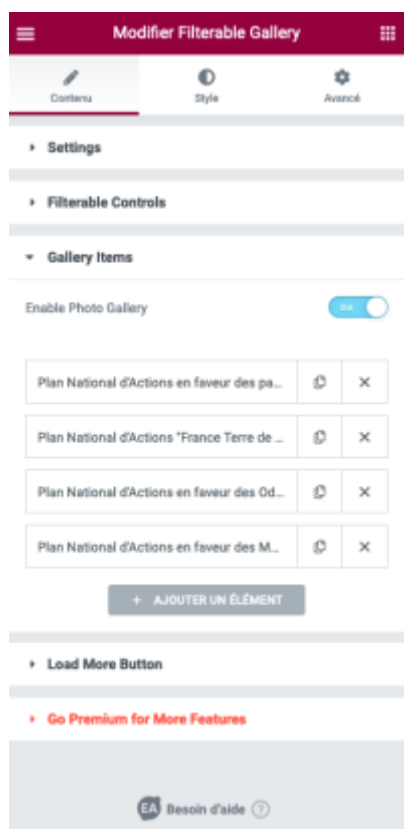 Modifier Filterable Gallery
Contenu Style Avancé
Settings
Filterable Controls
Gallery Items
Enable Photo Gallery OUI
Plan National d'Actions en faveur des pa...
Plan National d'Actions "France Terre de ...
Plan National d'Actions en faveur des Od...
Plan National d'Actions en faveur des M...
+ AJOUTER UN ÉLÉMENT
Load More Button
Go Premium for More Features
EA Besoin d'aide ?